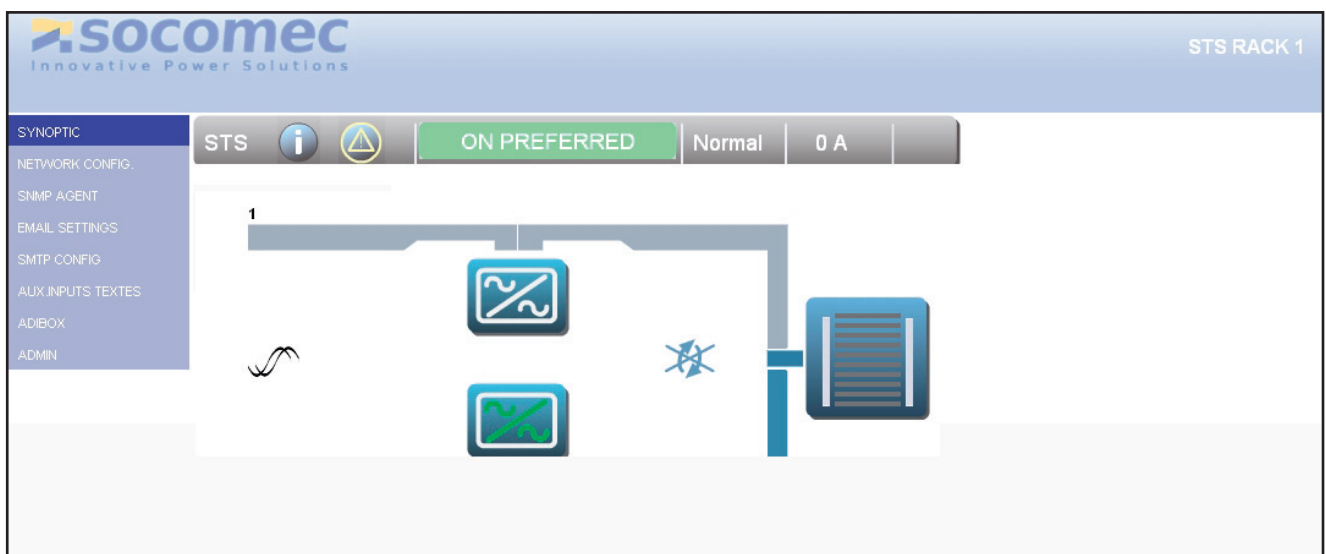 socomec
Innovative Power Solutions
STS RACK 1
SYNOPTIC
NETWORK CONFIG.
SNMP AGENT
EMAIL SETTINGS
SMTP CONFIG
AUX.INPUTS TEXTES
ADIBOX
ADMIN
STS i ON PREFERRED Normal 0 A
1